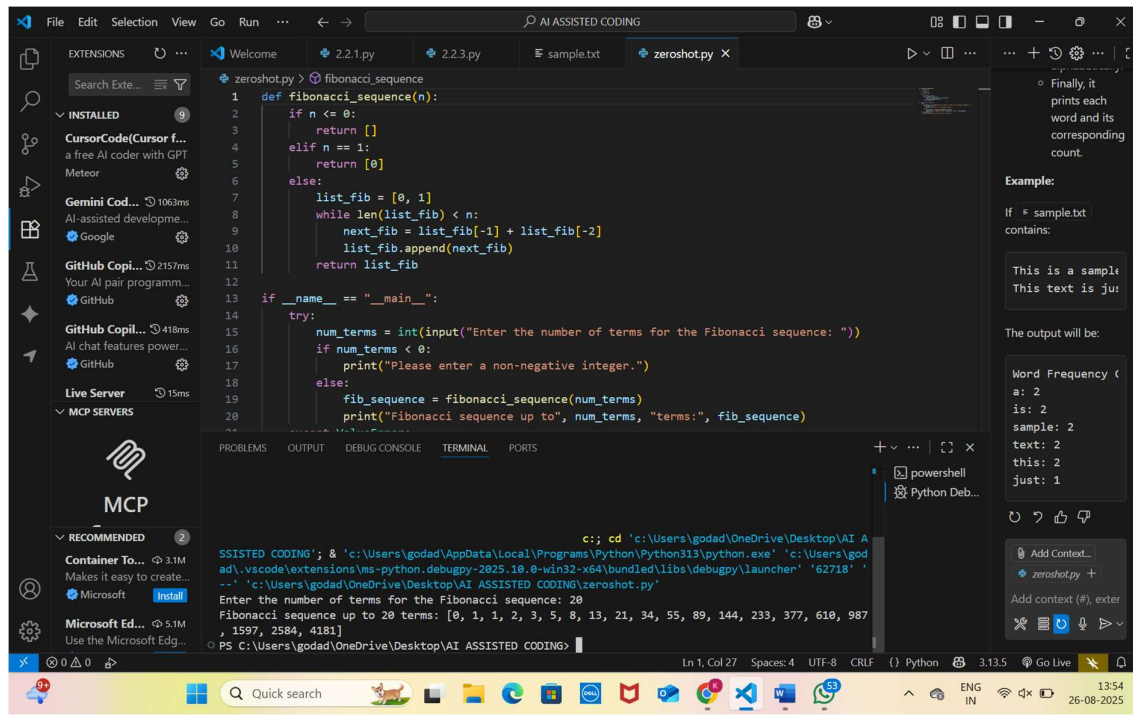 File Edit Selection View Go Run ··· AI ASSISTED CODING
EXTENSIONS
Search Exte...
INSTALLED 9
CursorCode(Cursor f...
a free AI coder with GPT
Meteor
Gemini Cod... 1063ms
AI-assisted developme...
Google
GitHub Copi... 2157ms
Your AI pair programm...
GitHub
GitHub Copil... 418ms
AI chat features power...
GitHub
Live Server 15ms
MCP SERVERS
MCP
RECOMMENDED 2
Container To... 3.1M
Makes it easy to create...
Microsoft Install
Microsoft Ed... 5.1M
Use the Microsoft Edg...
Welcome 2.2.1.py 2.2.3.py sample.txt zeroshot.py
zeroshot.py > fibonacci_sequence
1 def fibonacci_sequence(n):
2 if n <= 0:
3 return []
4 elif n == 1:
5 return [0]
6 else:
7 list_fib = [0, 1]
8 while len(list_fib) < n:
9 next_fib = list_fib[-1] + list_fib[-2]
10 list_fib.append(next_fib)
11 return list_fib
12
13 if __name__ == "__main__":
14 try:
15 num_terms = int(input("Enter the number of terms for the Fibonacci sequence: "))
16 if num_terms < 0:
17 print("Please enter a non-negative integer.")
18 else:
19 fib_sequence = fibonacci_sequence(num_terms)
20 print("Fibonacci sequence up to", num_terms, "terms:", fib_sequence)
PROBLEMS OUTPUT DEBUG CONSOLE TERMINAL PORTS
powershell
Python Deb...
c:; cd 'c:\Users\godad\OneDrive\Desktop\AI A
SSISTED CODING'; & 'c:\Users\godad\AppData\Local\Programs\Python\Python313\python.exe' 'c:\Users\god
ad\.vscode\extensions\ms-python.debugpy-2025.10.0-win32-x64\bundled\libs\debugpy\launcher' '62718' '
--' 'c:\Users\godad\OneDrive\Desktop\AI ASSISTED CODING\zeroshot.py'
Enter the number of terms for the Fibonacci sequence: 20
Fibonacci sequence up to 20 terms: [0, 1, 1, 2, 3, 5, 8, 13, 21, 34, 55, 89, 144, 233, 377, 610, 987
, 1597, 2584, 4181]
PS C:\Users\godad\OneDrive\Desktop\AI ASSISTED CODING>
Finally, it
prints each
word and its
corresponding
count.
Example:
If sample.txt
contains:
This is a sample
This text is jus
The output will be:
Word Frequency C
a: 2
is: 2
sample: 2
text: 2
this: 2
just: 1
Add Context...
zeroshot.py
Add context (#), exter
0 0 Ln 1, Col 27 Spaces: 4 UTF-8 CRLF {} Python 3.13.5 Go Live
9+ Quick search DELL 53 ENG
IN
13:54
26-08-2025